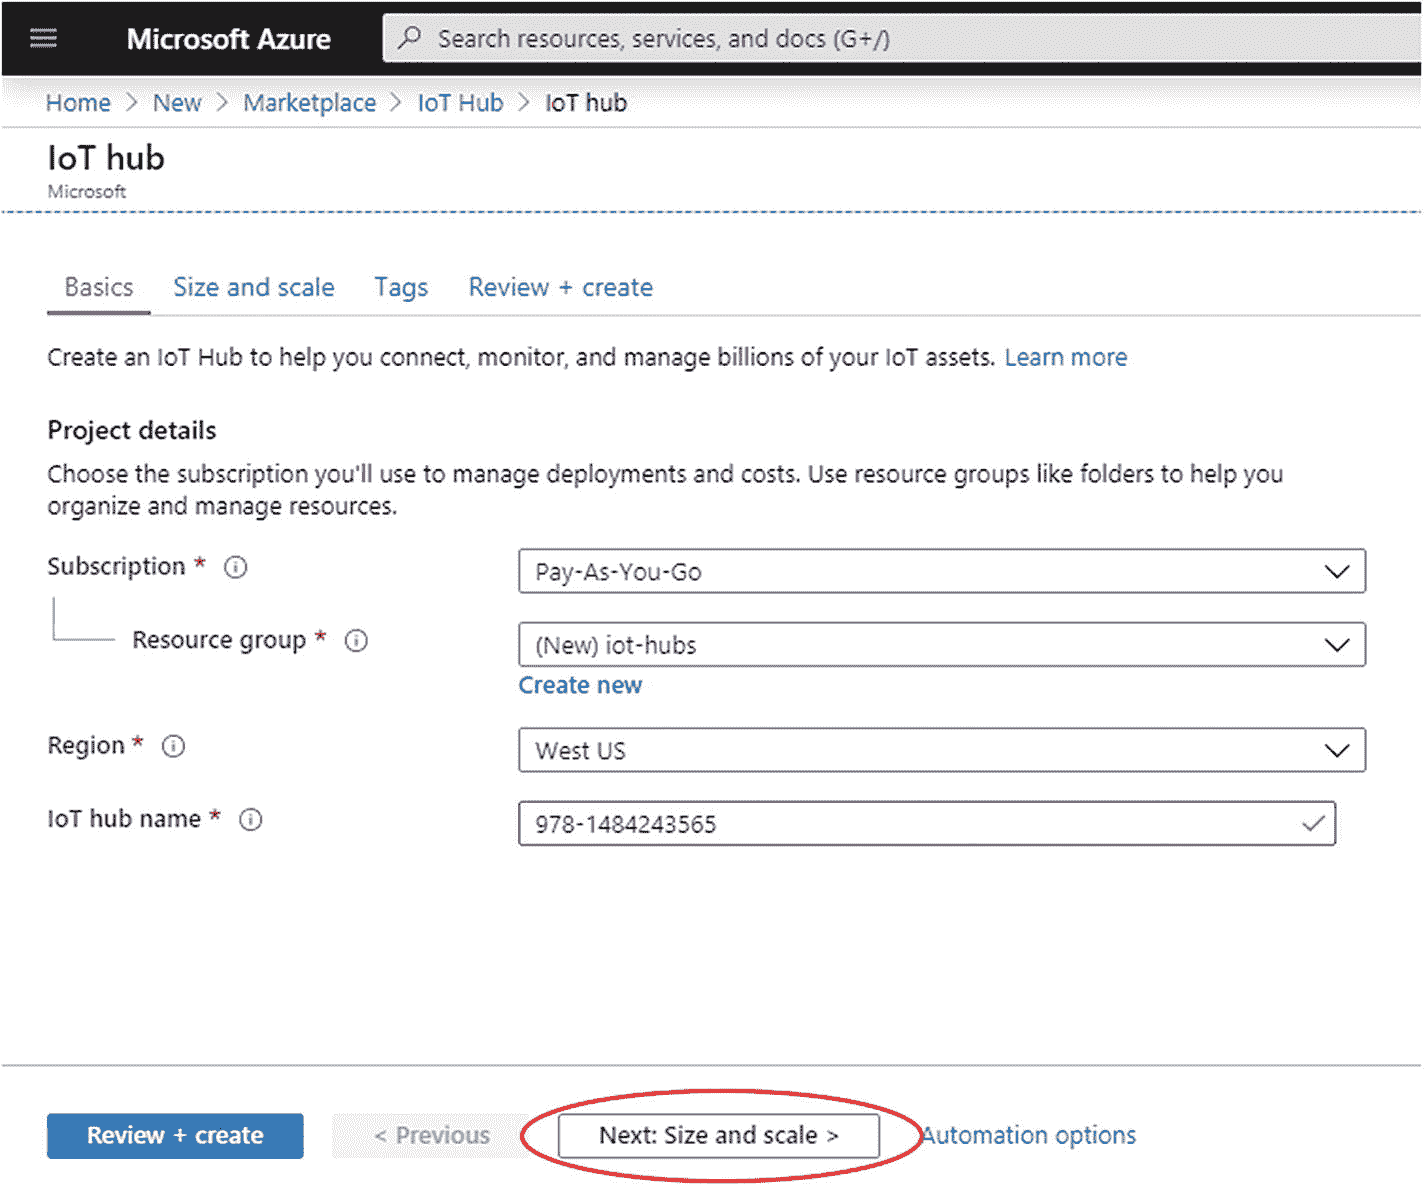 Microsoft Azure
Search resources, services, and docs (G+/)
Home > New > Marketplace > IoT Hub > IoT hub
IoT hub
Microsoft
Basics Size and scale Tags Review + create
Create an IoT Hub to help you connect, monitor, and manage billions of your IoT assets. Learn more
Project details
Choose the subscription you'll use to manage deployments and costs. Use resource groups like folders to help you
organize and manage resources.
Subscription * Pay-As-You-Go
Resource group * (New) iot-hubs
Create new
Region * West US
IoT hub name * 978-1484243565
Review + create < Previous Next: Size and scale > Automation options